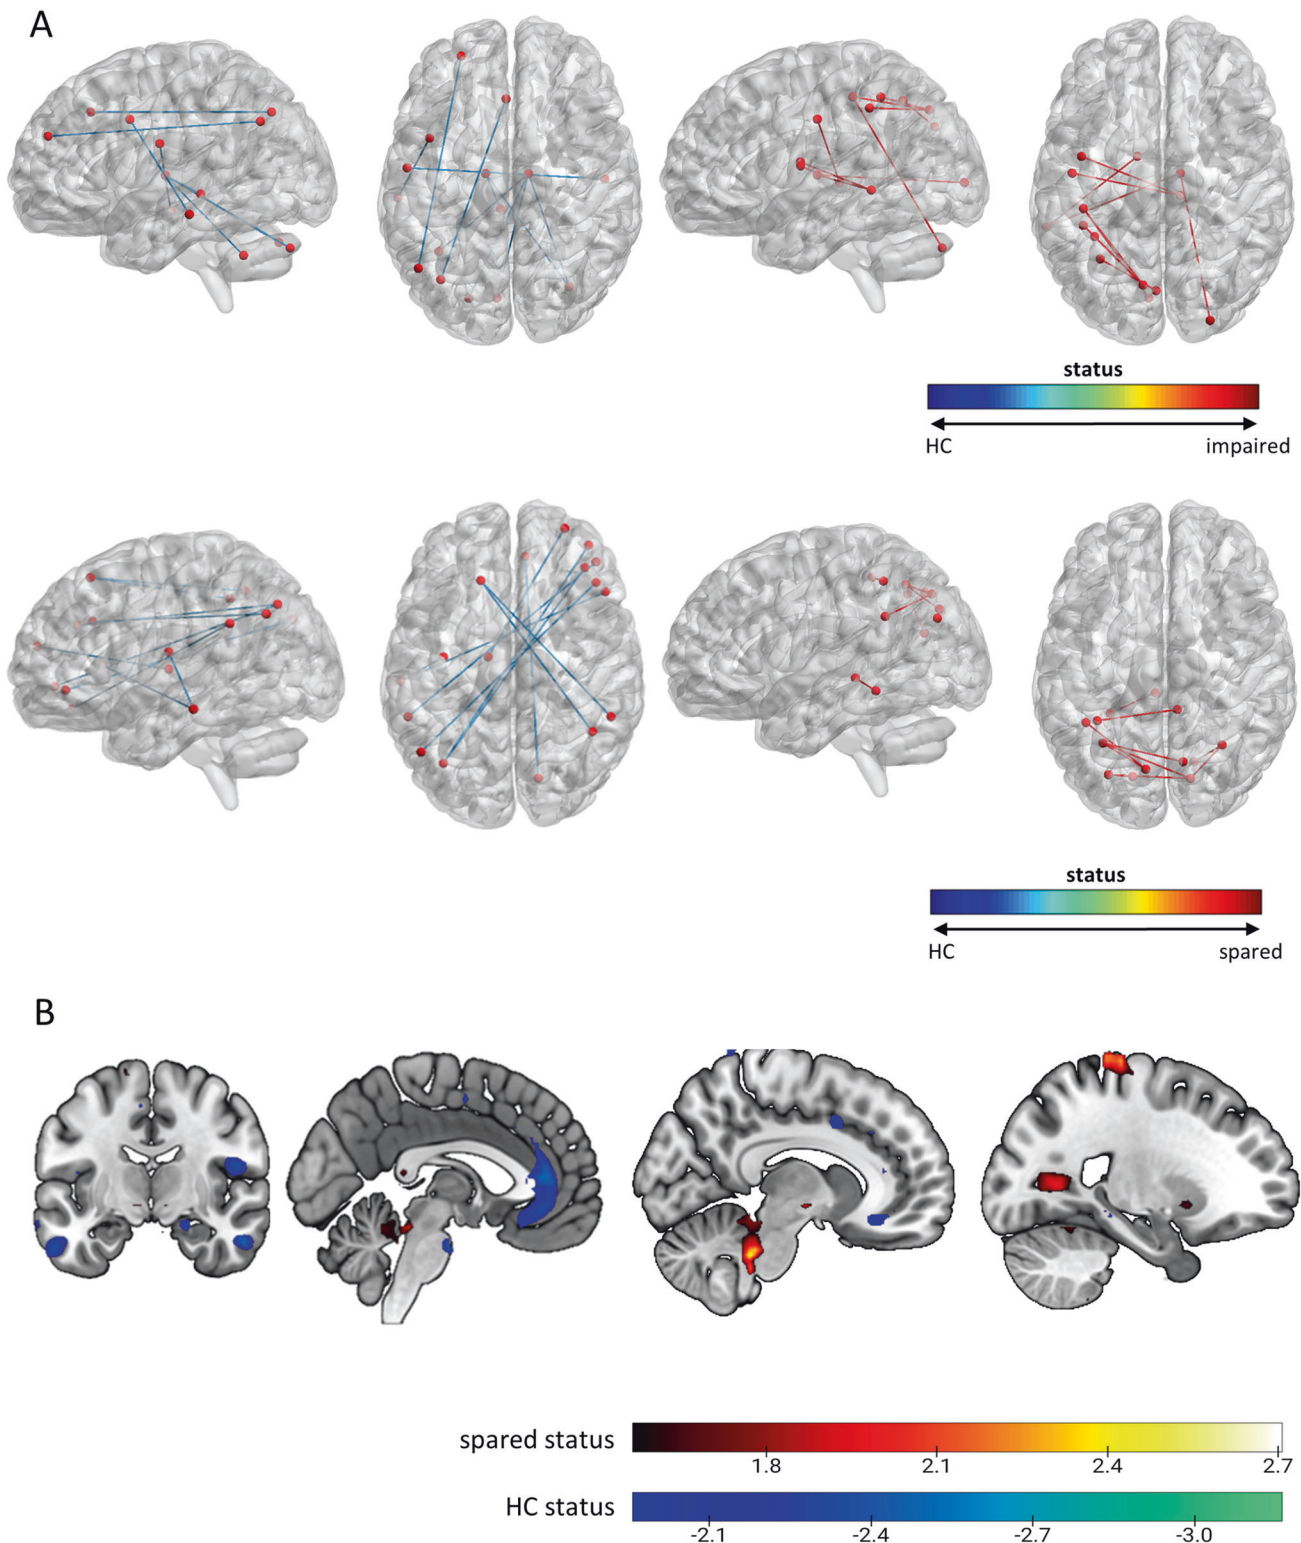 A
status
HC impaired
status
HC spared
B
spared status
1.8 2.1 2.4 2.7
HC status
-2.1 -2.4 -2.7 -3.0